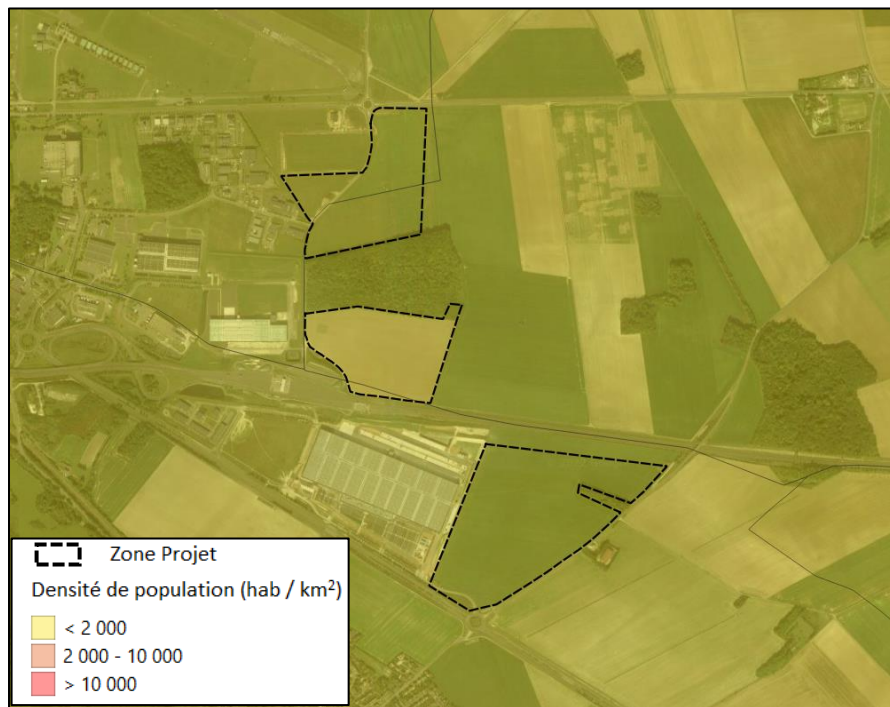 Zone Projet
Densité de population (hab / km²)
< 2 000
2 000 - 10 000
> 10 000